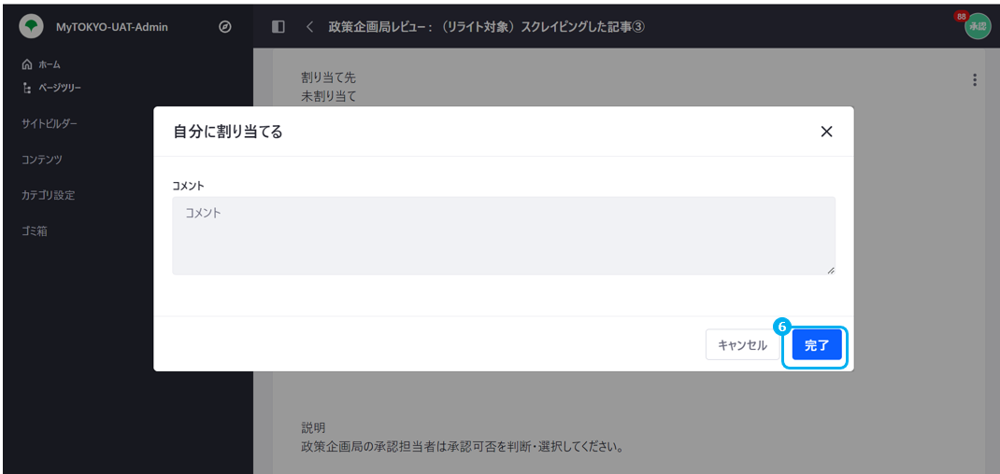 MyTOKYO-UAT-Admin
ホーム
ページツリー
サイトビルダー
コンテンツ
カテゴリ設定
ゴミ箱
政策企画局レビュー：（リライト対象）スクレイピングした記事③
88
承認
割り当て先
未割り当て
自分に割り当てる
コメント
コメント
6
キャンセル
完了
説明
政策企画局の承認担当者は承認可否を判断・選択してください。